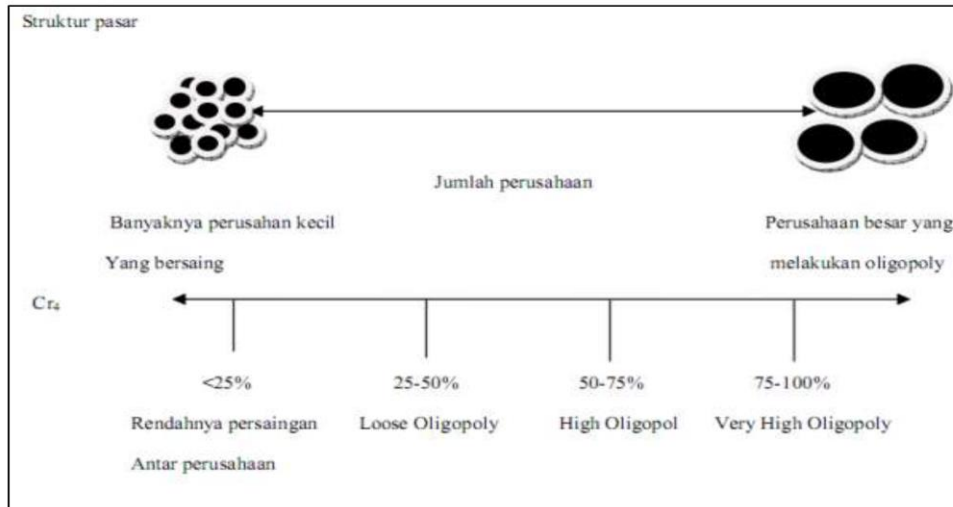 Struktur pasar
Jumlah perusahaan
Banyaknya perusahan kecil
Yang bersaing
Perusahaan besar yang
melakukan oligopoly
Cr₄
<25%
25-50%
50-75%
75-100%
Rendahnya persaingan
Antar perusahaan
Loose Oligopoly
High Oligopol
Very High Oligopoly